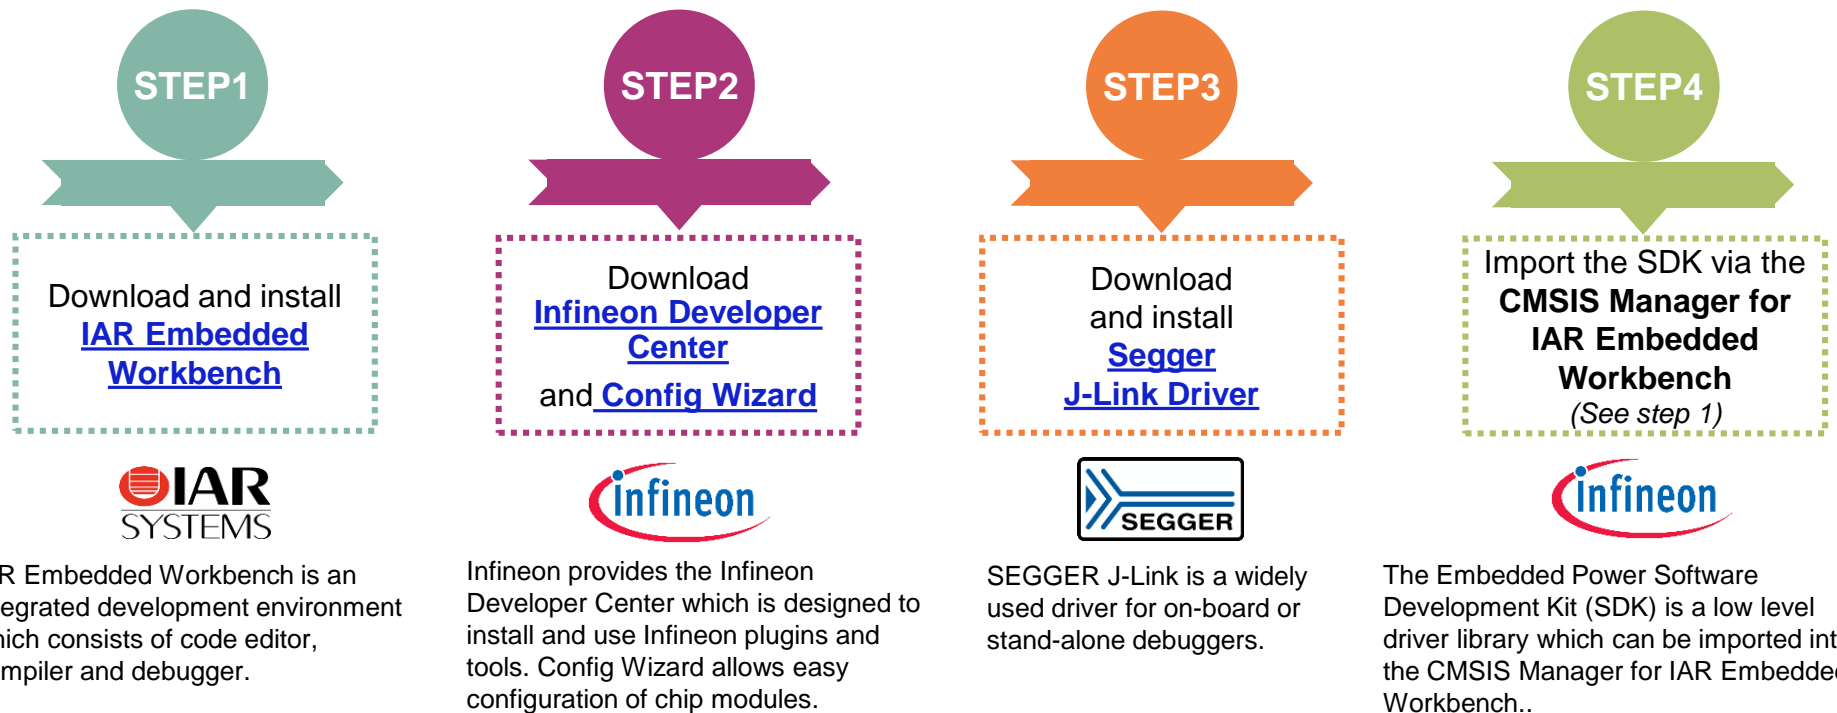 STEP1
Download and install
IAR Embedded
Workbench
IAR
SYSTEMS
R Embedded Workbench is an
egrated development environment
ich consists of code editor,
mpiler and debugger.
STEP2
Download
Infineon Developer
Center
and Config Wizard
infineon
Infineon provides the Infineon
Developer Center which is designed to
install and use Infineon plugins and
tools. Config Wizard allows easy
configuration of chip modules.
STEP3
Download
and install
Segger
J-Link Driver
SEGGER
SEGGER J-Link is a widely
used driver for on-board or
stand-alone debuggers.
STEP4
Import the SDK via the
CMSIS Manager for
IAR Embedded
Workbench
(See step 1)
infineon
The Embedded Power Software
Development Kit (SDK) is a low level
driver library which can be imported int
the CMSIS Manager for IAR Embedded
Workbench..